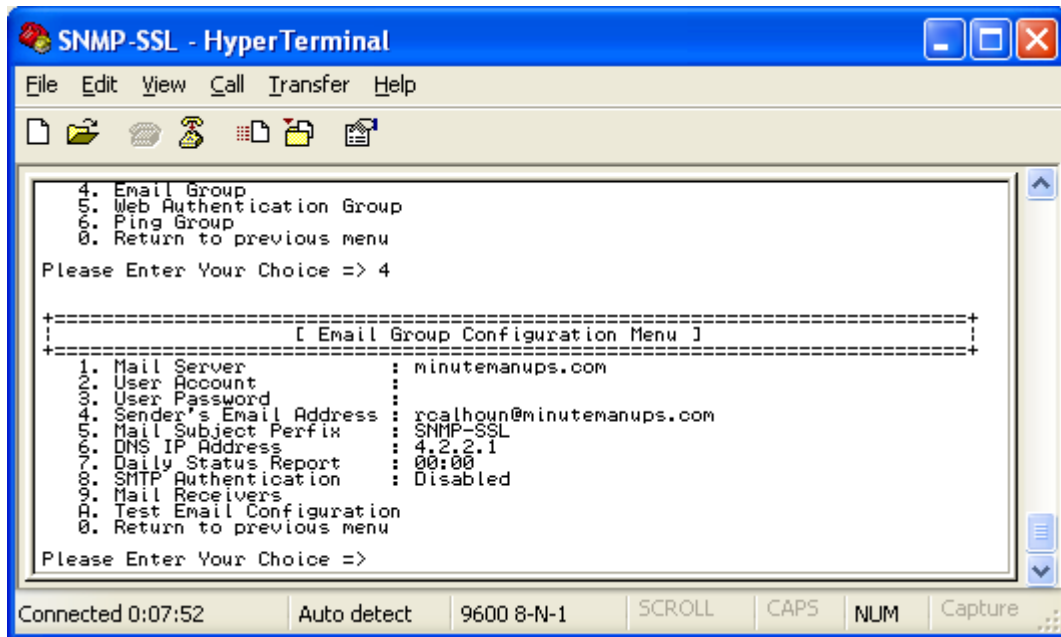 SNMP-SSL - HyperTerminal
File Edit View Call Transfer Help
4. Email Group
5. Web Authentication Group
6. Ping Group
0. Return to previous menu
Please Enter Your Choice => 4
[ Email Group Configuration Menu ]
1. Mail Server : minutemanups.com
2. User Account :
3. User Password :
4. Sender's Email Address : rcalhoun@minutemanups.com
5. Mail Subject Perfix : SNMP-SSL
6. DNS IP Address : 4.2.2.1
7. Daily Status Report : 00:00
8. SMTP Authentication : Disabled
9. Mail Receivers
A. Test Email Configuration
0. Return to previous menu
Please Enter Your Choice =>
Connected 0:07:52 Auto detect 9600 8-N-1 SCROLL CAPS NUM Capture